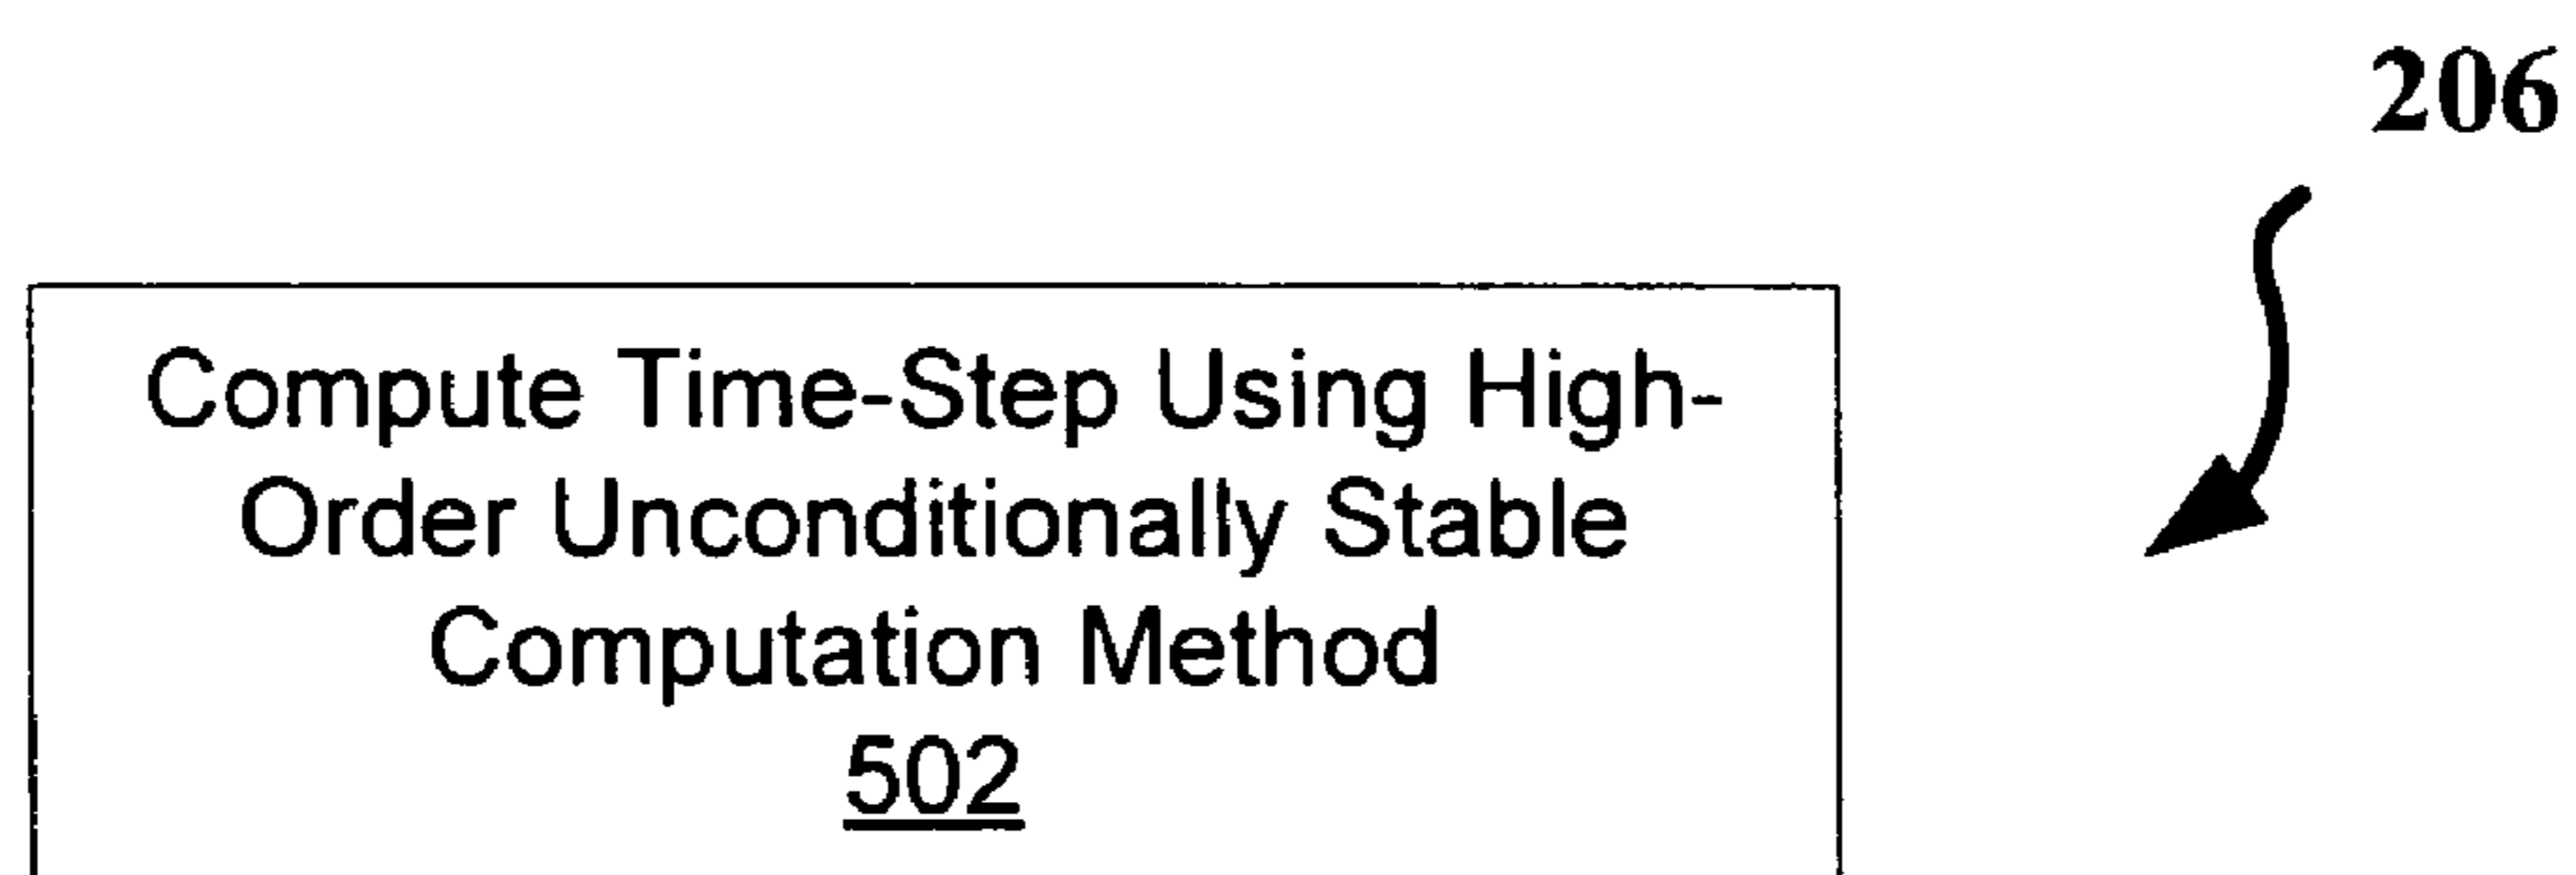 206
Compute Time-Step Using High-
Order Unconditionally Stable
Computation Method
502